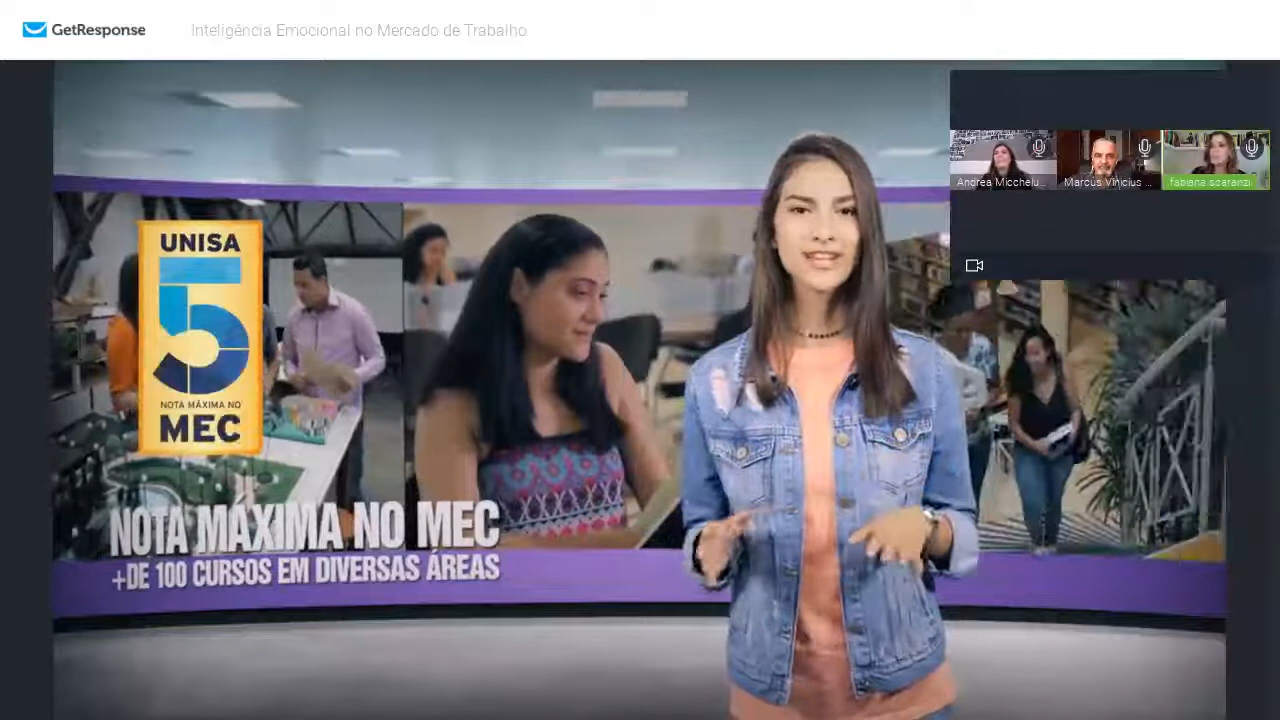 GetResponse
Inteligência Emocional no Mercado de Trabalho
Andrea Micchelu...
Marcus Vinicius ...
fabiana scaranzi
UNISA
5
NOTA MÁXIMA NO
MEC
NOTA MÁXIMA NO MEC
+DE 100 CURSOS EM DIVERSAS ÁREAS